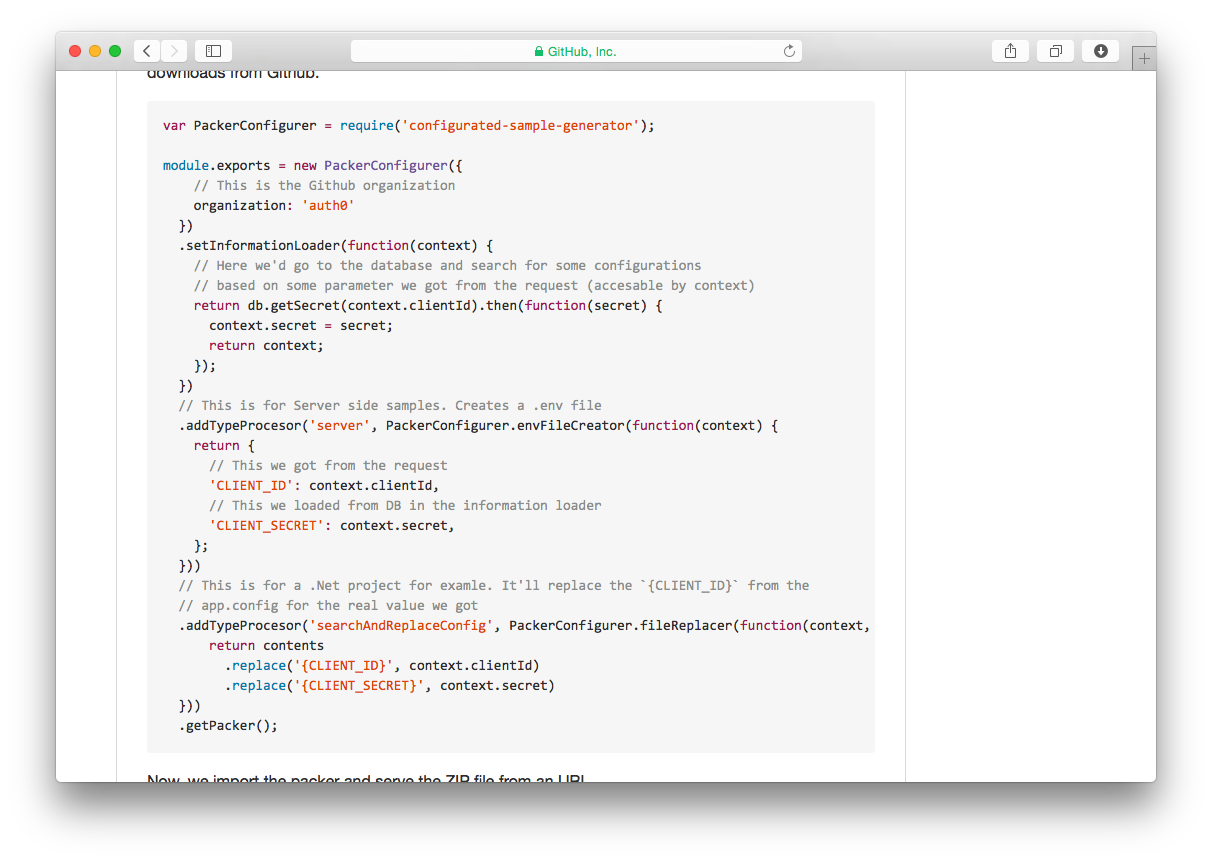 GitHub, Inc.
downloads from Github.
var PackerConfigurer = require('configurated-sample-generator');
module.exports = new PackerConfigurer({
    // This is the Github organization
    organization: 'auth0'
  })
  .setInformationLoader(function(context) {
    // Here we'd go to the database and search for some configurations
    // based on some parameter we got from the request (accesable by context)
    return db.getSecret(context.clientId).then(function(secret) {
      context.secret = secret;
      return context;
    });
  })
  // This is for Server side samples. Creates a .env file
  .addTypeProcesor('server', PackerConfigurer.envFileCreator(function(context) {
    return {
      // This we got from the request
      'CLIENT_ID': context.clientId,
      // This we loaded from DB in the information loader
      'CLIENT_SECRET': context.secret,
    };
  }))
  // This is for a .Net project for examle. It'll replace the `{CLIENT_ID}` from the
  // app.config for the real value we got
  .addTypeProcesor('searchAndReplaceConfig', PackerConfigurer.fileReplacer(function(context,
      return contents
        .replace('{CLIENT_ID}', context.clientId)
        .replace('{CLIENT_SECRET}', context.secret)
  }))
  .getPacker();
Now, we import the packer and serve the ZIP file from an URL